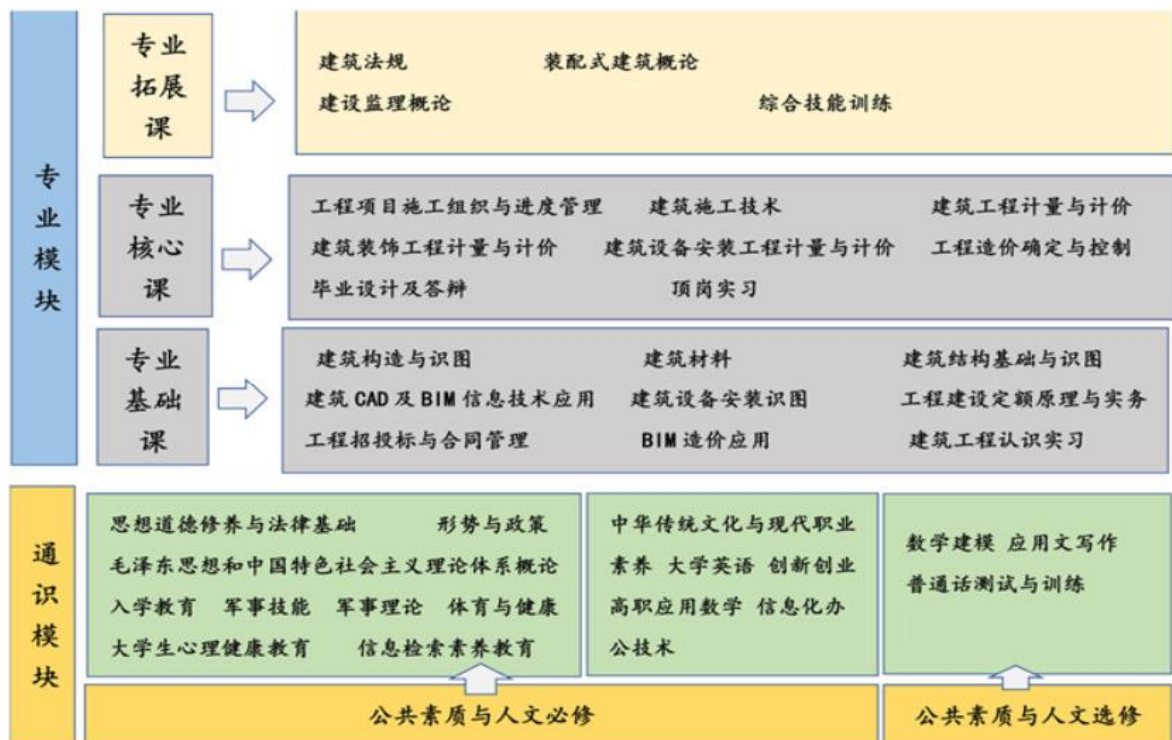 专业模块
专业拓展课
建筑法规 装配式建筑概论
建设监理概论 综合技能训练
专业核心课
工程项目施工组织与进度管理 建筑施工技术 建筑工程计量与计价
建筑装饰工程计量与计价 建筑设备安装工程计量与计价 工程造价确定与控制
毕业设计及答辩 顶岗实习
专业基础课
建筑构造与识图 建筑材料 建筑结构基础与识图
建筑 CAD 及 BIM 信息技术应用 建筑设备安装识图 工程建设定额原理与实务
工程招投标与合同管理 BIM 造价应用 建筑工程认识实习
通识模块
思想道德修养与法律基础 形势与政策
毛泽东思想和中国特色社会主义理论体系概论
入学教育 军事技能 军事理论 体育与健康
大学生心理健康教育 信息检索素养教育
中华传统文化与现代职业
素养 大学英语 创新创业
高职应用数学 信息化办
公技术
数学建模 应用文写作
普通话测试与训练
公共素质与人文必修
公共素质与人文选修